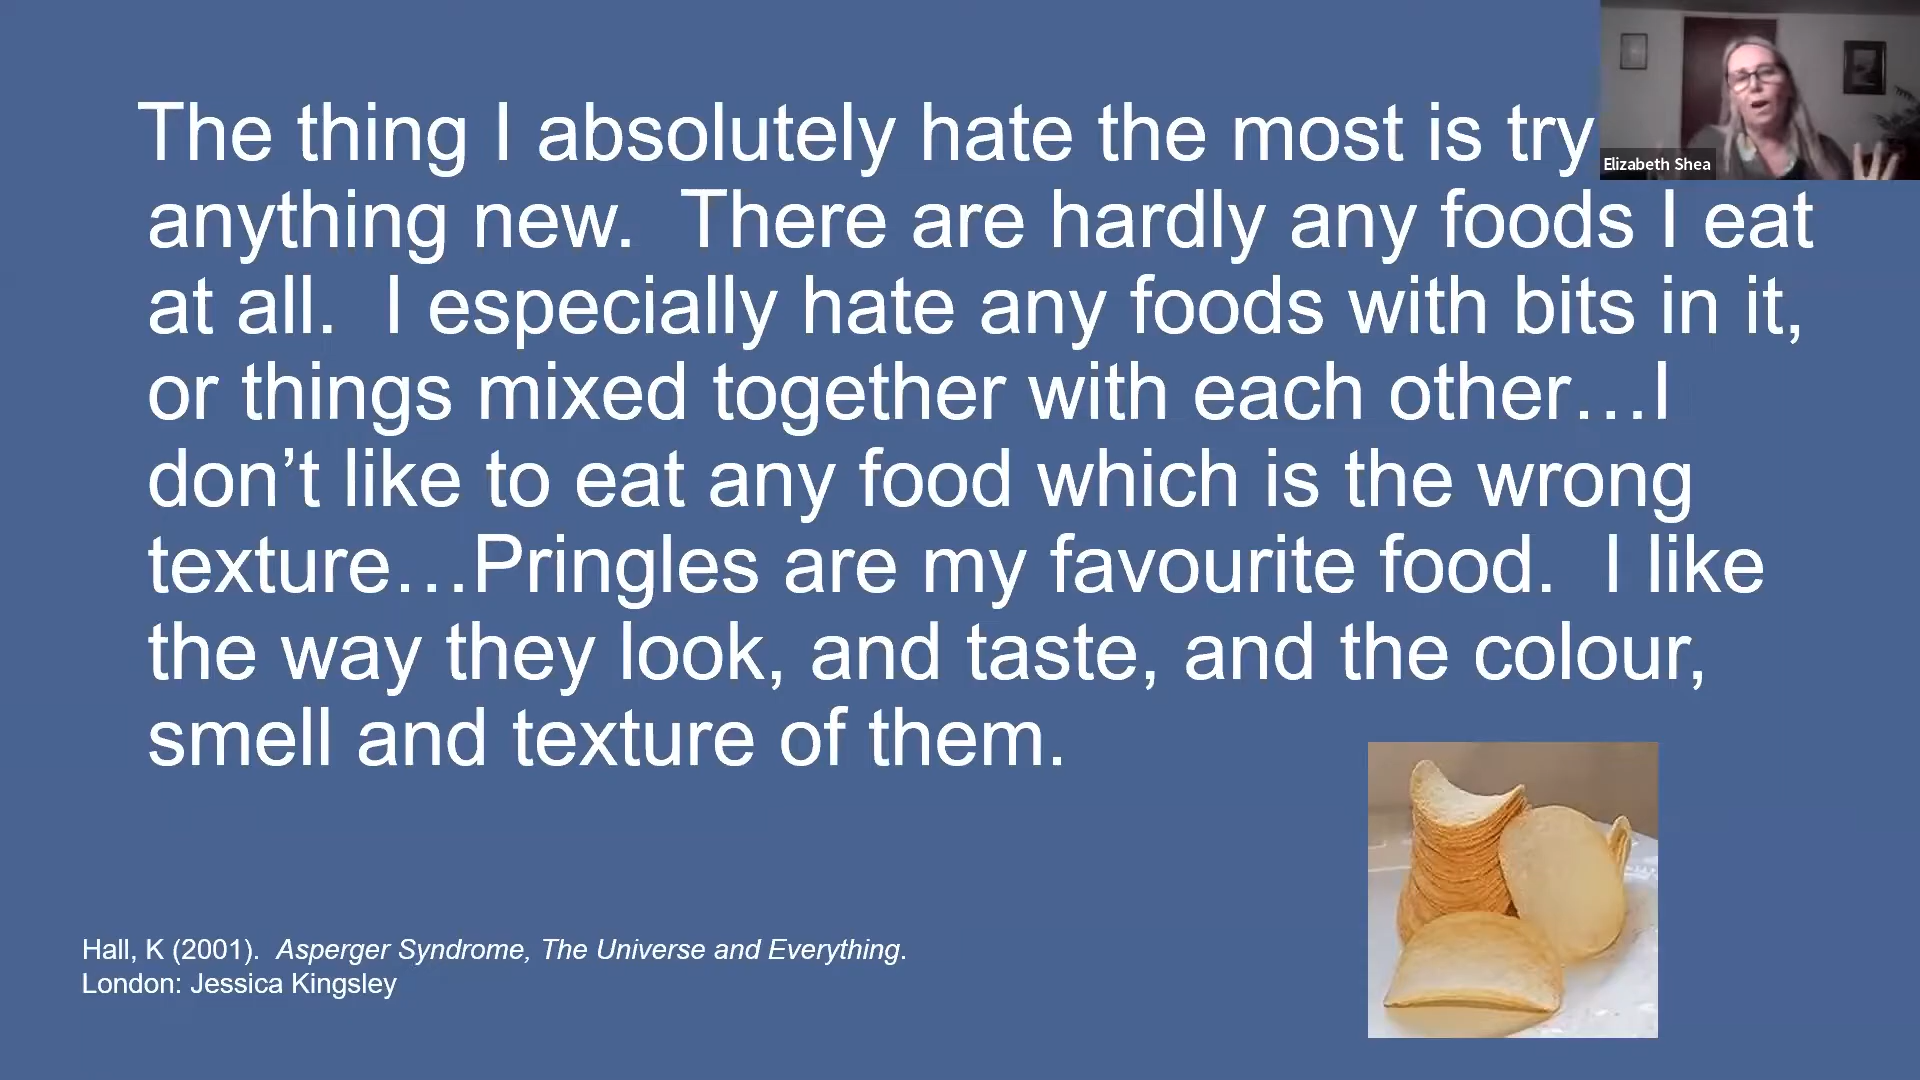 The thing I absolutely hate the most is try
Elizabeth Shea
anything new. There are hardly any foods I eat
at all. I especially hate any foods with bits in it,
or things mixed together with each other…I
don’t like to eat any food which is the wrong
texture…Pringles are my favourite food. I like
the way they look, and taste, and the colour,
smell and texture of them.
Hall, K (2001). Asperger Syndrome, The Universe and Everything.
London: Jessica Kingsley